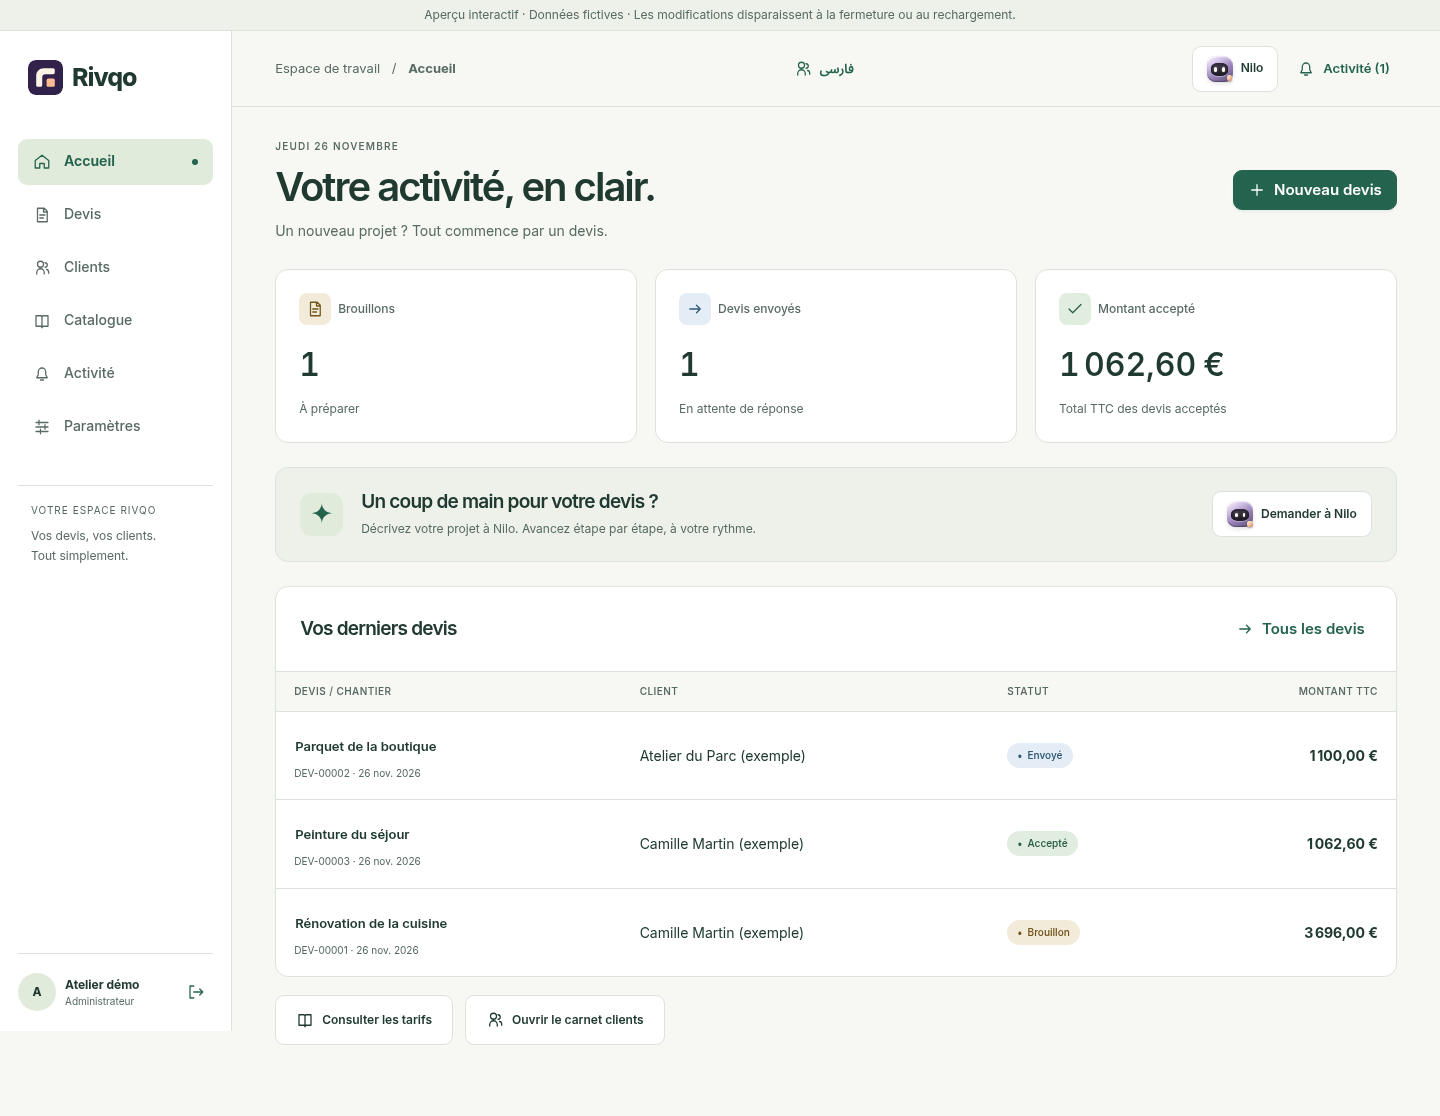 Aperçu interactif · Données fictives · Les modifications disparaissent à la fermeture ou au rechargement.
Rivqo
Espace de travail / Accueil
فارسی
Nilo
Activité (1)
Accueil
Devis
Clients
Catalogue
Activité
Paramètres
VOTRE ESPACE RIVQO
Vos devis, vos clients.
Tout simplement.
A
Atelier démo
Administrateur
JEUDI 26 NOVEMBRE
Votre activité, en clair.
Un nouveau projet ? Tout commence par un devis.
Nouveau devis
Brouillons
1
À préparer
Devis envoyés
1
En attente de réponse
Montant accepté
1 062,60 €
Total TTC des devis acceptés
Un coup de main pour votre devis ?
Décrivez votre projet à Nilo. Avancez étape par étape, à votre rythme.
Demander à Nilo
Vos derniers devis
Tous les devis
DEVIS / CHANTIER CLIENT STATUT MONTANT TTC
Parquet de la boutique
DEV-00002 · 26 nov. 2026
Atelier du Parc (exemple)
• Envoyé
1 100,00 €
Peinture du séjour
DEV-00003 · 26 nov. 2026
Camille Martin (exemple)
• Accepté
1 062,60 €
Rénovation de la cuisine
DEV-00001 · 26 nov. 2026
Camille Martin (exemple)
• Brouillon
3 696,00 €
Consulter les tarifs
Ouvrir le carnet clients